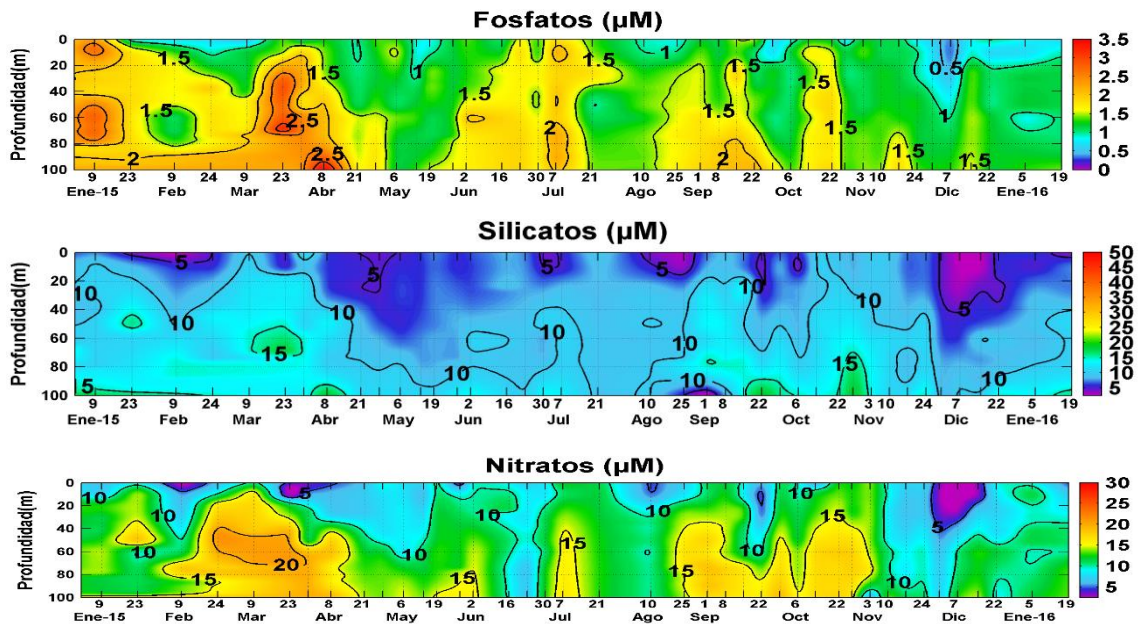 Fosfatos (µM)
Profundidad(m)
0
20
40
60
80
100
1.5 1 1.5 1 1.5 1 1.5 0.5
1.5 1.5 1.5 1.5 1
2.5 2 1.5 1.5
2 2.5 2 1.5
3.5
3
2.5
2
1.5
1
0.5
0
9 23 9 24 9 23 8 21 6 19 2 16 30 7 21 10 25 1 8 22 6 22 3 10 24 7 22 5 19
Ene-15 Feb Mar Abr May Jun Jul Ago Sep Oct Nov Dic Ene-16
Silicatos (µM)
Profundidad(m)
0
20
40
60
80
100
5 5 5 5
10 10 10 10 10 5
15 10 10 15
5 10 10 10
50
45
40
35
30
25
20
15
10
5
9 23 9 24 9 23 8 21 6 19 2 16 30 7 21 10 25 1 8 22 6 22 3 10 24 7 22 5 19
Ene-15 Feb Mar Abr May Jun Jul Ago Sep Oct Nov Dic Ene-16
Nitratos (µM)
Profundidad(m)
0
20
40
60
80
100
10 5 10 10 10
10 15 5
10 20 10 15 10
15 15 15 10
30
25
20
15
10
5
9 23 9 24 9 23 8 21 6 19 2 16 30 7 21 10 25 1 8 22 6 22 3 10 24 7 22 5 19
Ene-15 Feb Mar Abr May Jun Jul Ago Sep Oct Nov Dic Ene-16